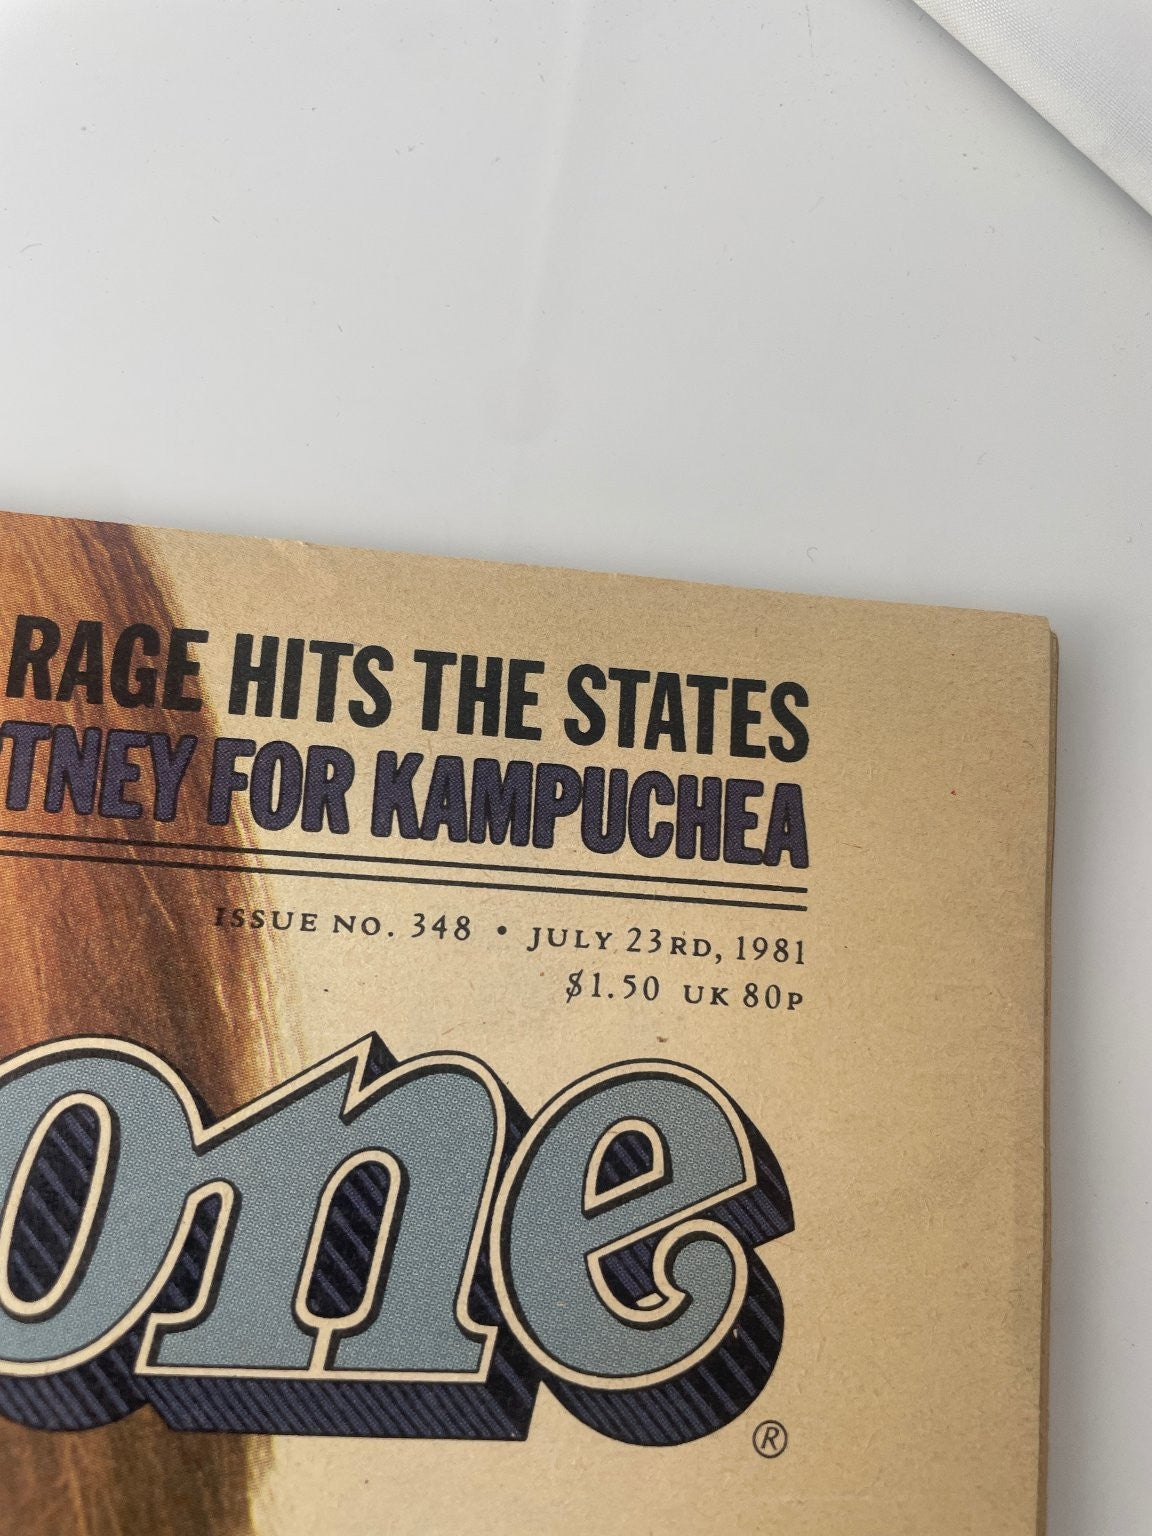 RAGE HITS THE STATES
TNEY FOR KAMPUCHEA
ISSUE NO. 348 • JULY 23RD, 1981
$1.50 UK 80P
one
®